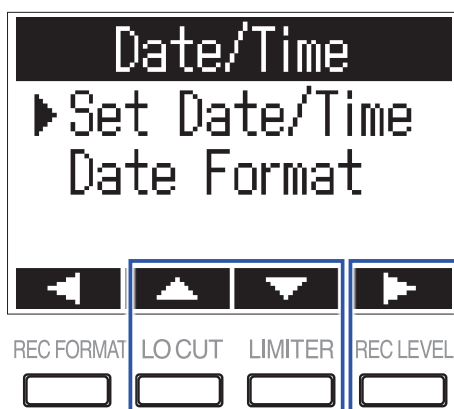 Date/Time
Set Date/Time
Date Format
REC FORMAT LO CUT LIMITER REC LEVEL